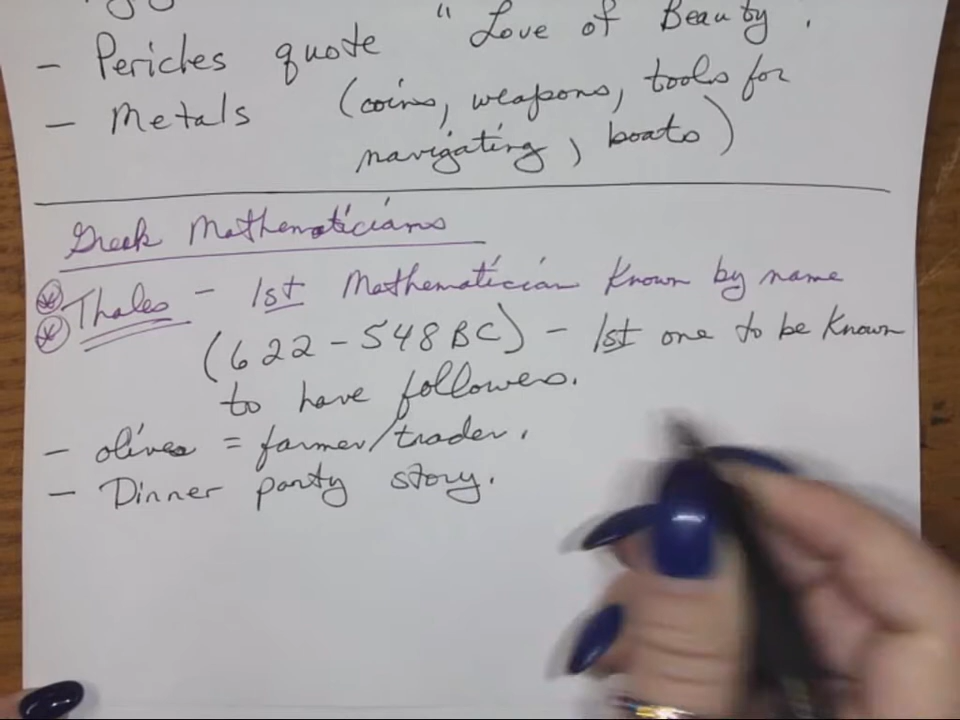 - Pericles quote " Love of Beauty.
- Metals (coins, weapons, tools for
navigating, boats)
Greek Mathematicians
Thales - 1st Mathematician Known by name
(622-548 BC) - 1st one to be Known
to have followers.
- olives = farmer/trader.
- Dinner party story.